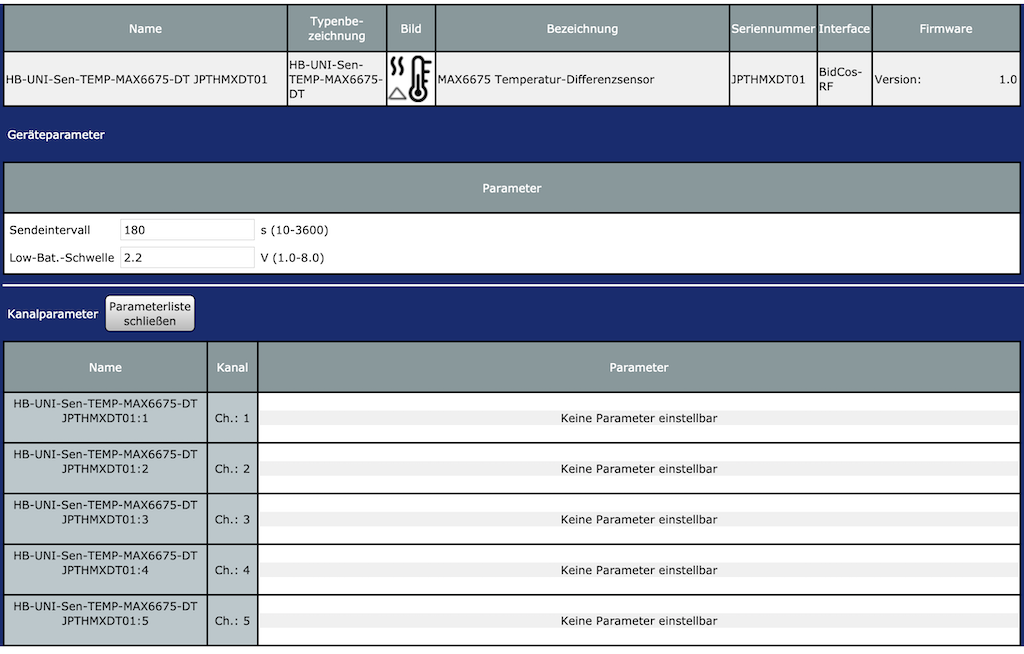 Name Typenbe-
zeichnung Bild Bezeichnung Seriennummer Interface Firmware
HB-UNI-Sen-TEMP-MAX6675-DT JPTHMXDT01 HB-UNI-Sen-
TEMP-MAX6675-
DT MAX6675 Temperatur-Differenzsensor JPTHMXDT01 BidCos-
RF Version: 1.0
Geräteparameter
Parameter
Sendeintervall 180 s (10-3600)
Low-Bat.-Schwelle 2.2 V (1.0-8.0)
Kanalparameter Parameterliste
schließen
Name Kanal Parameter
HB-UNI-Sen-TEMP-MAX6675-DT
JPTHMXDT01:1 Ch.: 1 Keine Parameter einstellbar
HB-UNI-Sen-TEMP-MAX6675-DT
JPTHMXDT01:2 Ch.: 2 Keine Parameter einstellbar
HB-UNI-Sen-TEMP-MAX6675-DT
JPTHMXDT01:3 Ch.: 3 Keine Parameter einstellbar
HB-UNI-Sen-TEMP-MAX6675-DT
JPTHMXDT01:4 Ch.: 4 Keine Parameter einstellbar
HB-UNI-Sen-TEMP-MAX6675-DT
JPTHMXDT01:5 Ch.: 5 Keine Parameter einstellbar